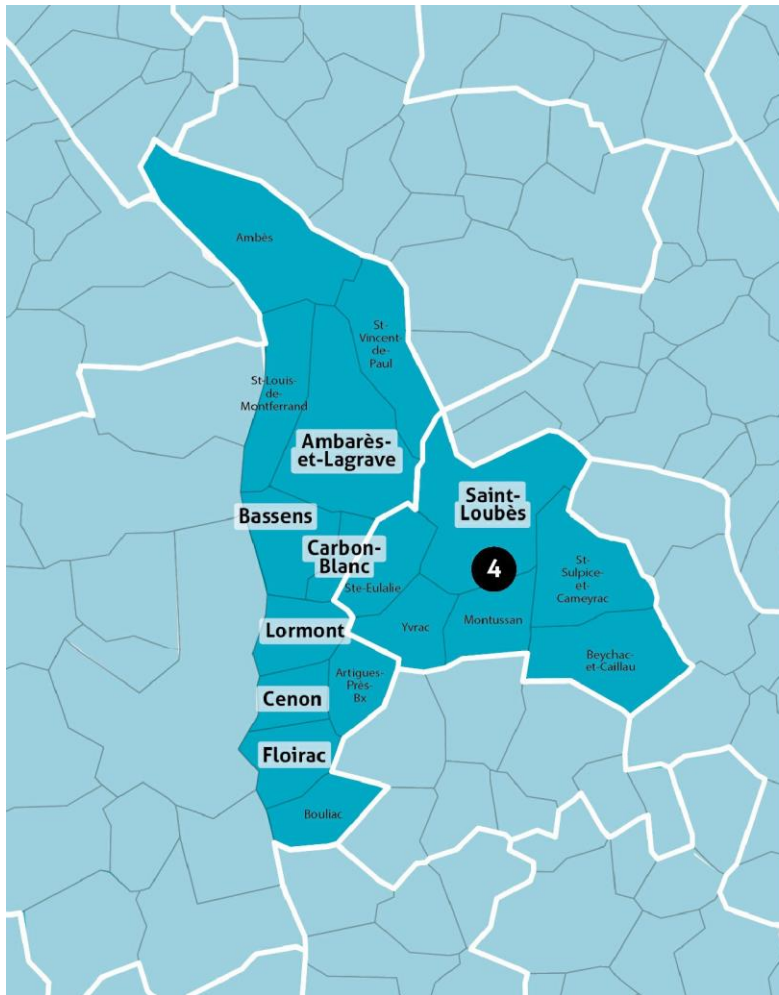 Ambès
St-
Vincent-
de-
Paul
St-Louis-
de-
Montferrand
Ambarès-
et-Lagrave
Saint-
Loubès
Bassens
Carbon-
Blanc
4
St-
Sulpice-
et-
Cameyrac
Ste-Eulalie
Lormont
Yvrac
Montussan
Beychac-
et-Caillau
Artigues-
Près-
Bx
Cenon
Floirac
Bouliac